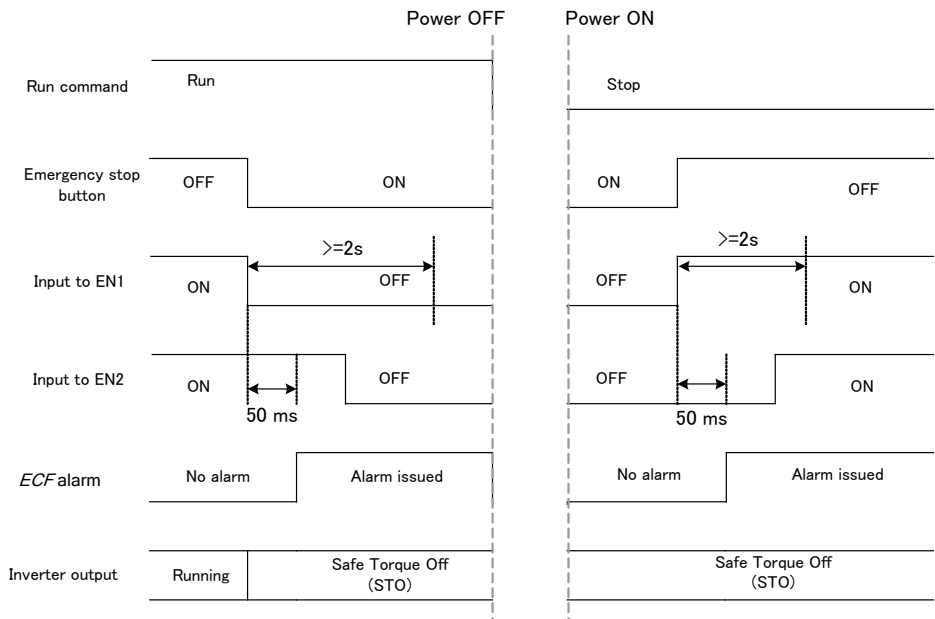 Power OFF
Power ON
Run command
Run
Stop
Emergency stop
button
OFF
ON
ON
OFF
>=2s
>=2s
Input to EN1
ON
OFF
OFF
ON
Input to EN2
ON
OFF
OFF
ON
50 ms
50 ms
ECF alarm
No alarm
Alarm issued
No alarm
Alarm issued
Inverter output
Running
Safe Torque Off
(STO)
Safe Torque Off
(STO)